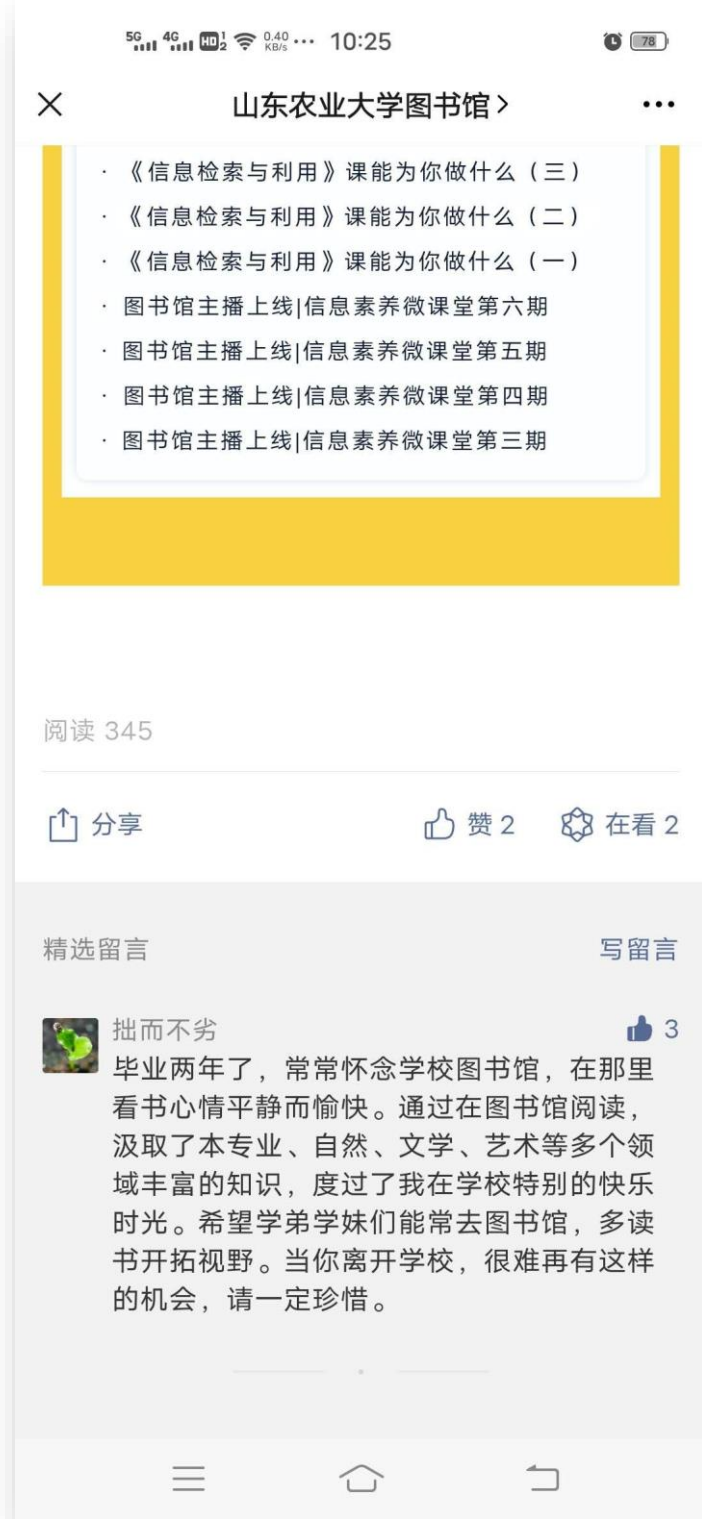 5G 4G HD 1 2 0.40 KB/s ··· 10:25 78
山东农业大学图书馆 >
· 《信息检索与利用》课能为你做什么（三）
· 《信息检索与利用》课能为你做什么（二）
· 《信息检索与利用》课能为你做什么（一）
· 图书馆主播上线|信息素养微课堂第六期
· 图书馆主播上线|信息素养微课堂第五期
· 图书馆主播上线|信息素养微课堂第四期
· 图书馆主播上线|信息素养微课堂第三期
阅读 345
分享 赞 2 在看 2
精选留言 写留言
拙而不劣 3
毕业两年了，常常怀念学校图书馆，在那里
看书心情平静而愉快。通过在图书馆阅读，
汲取了本专业、自然、文学、艺术等多个领
域丰富的知识，度过了我在学校特别的快乐
时光。希望学弟学妹们能常去图书馆，多读
书开拓视野。当你离开学校，很难再有这样
的机会，请一定珍惜。